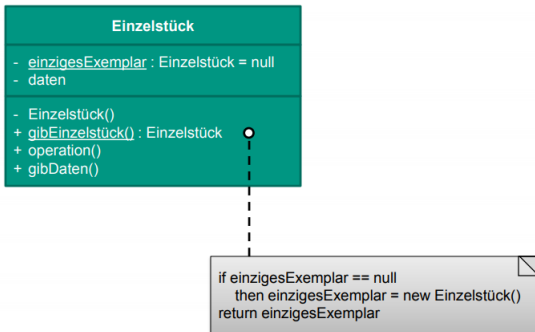 Einzelstück
- einzigesExemplar : Einzelstück = null
- daten
- Einzelstück()
+ gibEinzelstück() : Einzelstück
+ operation()
+ gibDaten()
if einzigesExemplar == null
then einzigesExemplar = new Einzelstück()
return einzigesExemplar